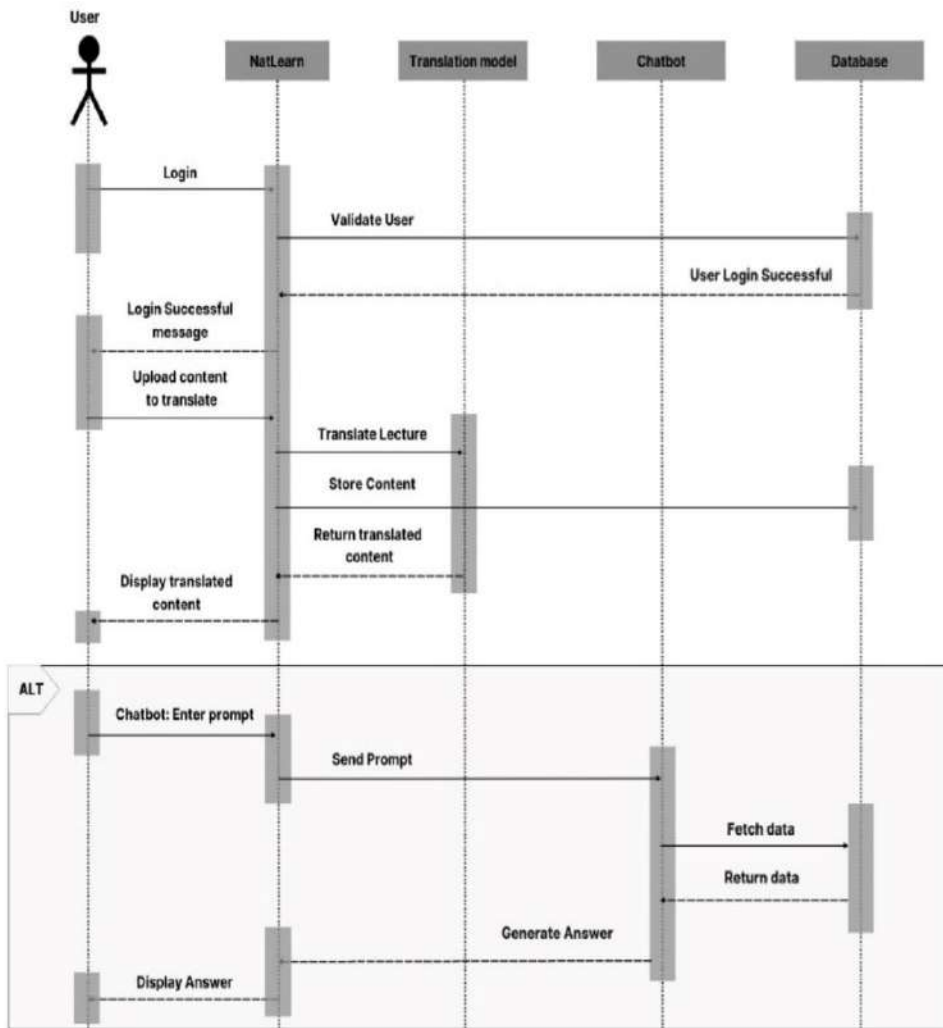 User
NatLearn
Translation model
Chatbot
Database
Login
Validate User
User Login Successful
Login Successful
message
Upload content
to translate
Translate Lecture
Store Content
Return translated
content
Display translated
content
ALT
Chatbot: Enter prompt
Send Prompt
Fetch data
Return data
Generate Answer
Display Answer